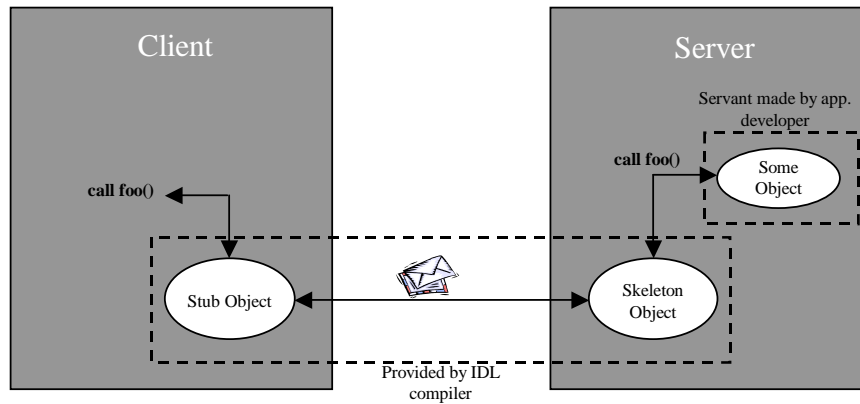 Client
Server
Servant made by app.
developer
call foo()
Some
Object
call foo()
Stub Object
Skeleton
Object
Provided by IDL
compiler